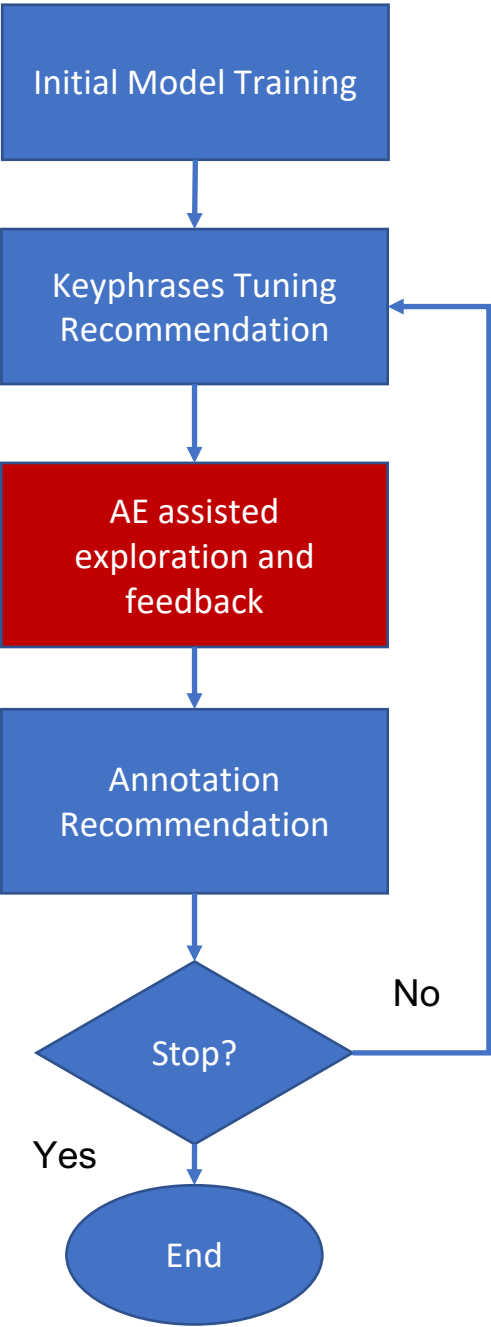 Initial Model Training
Keyphrases Tuning
Recommendation
AE assisted
exploration and
feedback
Annotation
Recommendation
No
Stop?
Yes
End